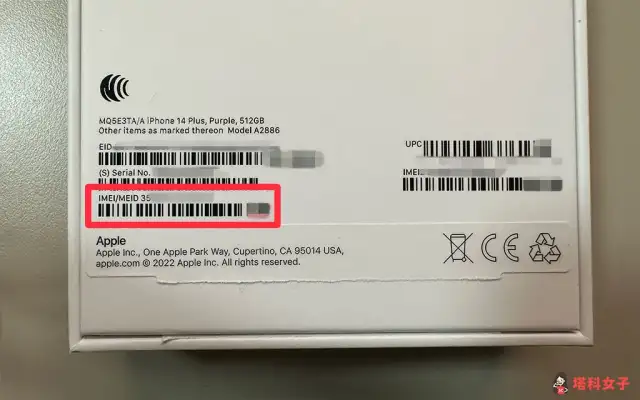 MQ5E3TA/A iPhone 14 Plus, Purple, 512GB
Other items as marked thereon Model A2886
EID
UPC
(S) Serial No.
IMEI
IMEI/MEID 35
Apple
Apple Inc., One Apple Park Way, Cupertino, CA 95014 USA,
apple.com © 2022 Apple Inc. All rights reserved.
CE
塔科女子